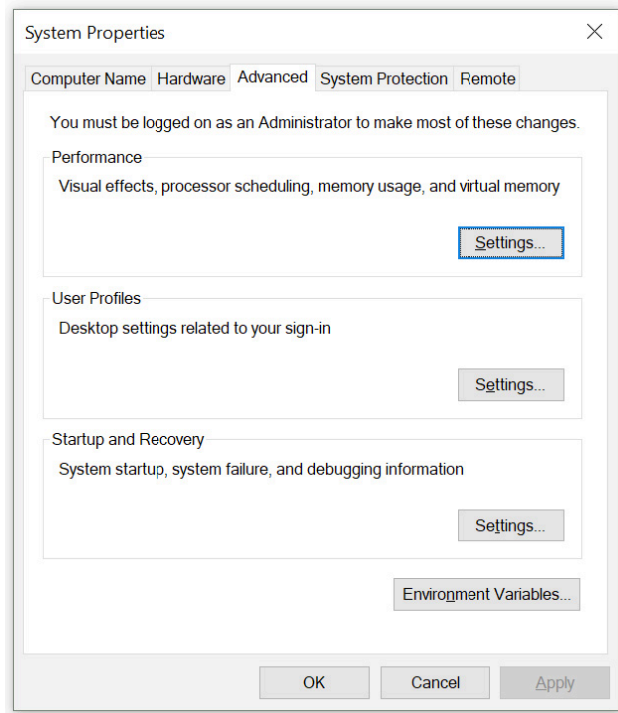 System Properties
Computer Name Hardware Advanced System Protection Remote
You must be logged on as an Administrator to make most of these changes.
Performance
Visual effects, processor scheduling, memory usage, and virtual memory
Settings...
User Profiles
Desktop settings related to your sign-in
Settings...
Startup and Recovery
System startup, system failure, and debugging information
Settings...
Environment Variables...
OK Cancel Apply